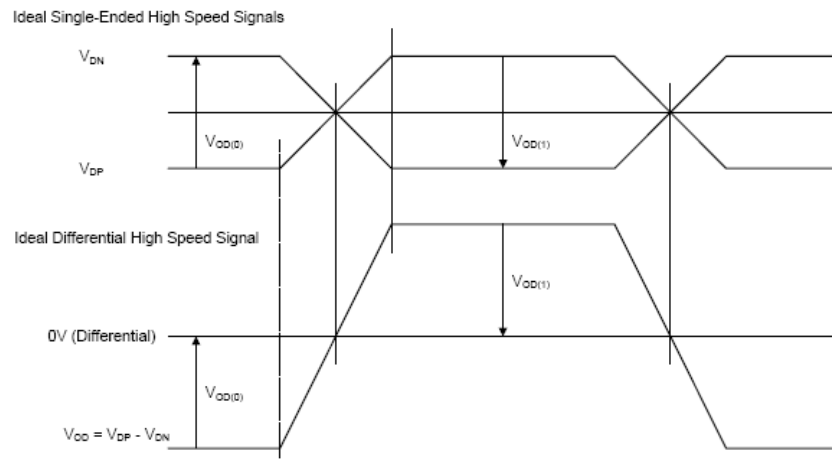 Ideal Single-Ended High Speed Signals
VDN
VOD(0)
VOD(1)
VDP
Ideal Differential High Speed Signal
VOD(1)
0V (Differential)
VOD(0)
VOD = VDP - VDN